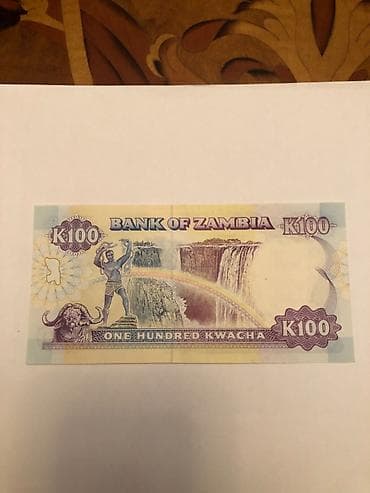 BANK OF ZAMBIA
K100
K100
ONE HUNDRED KWACHA
K100